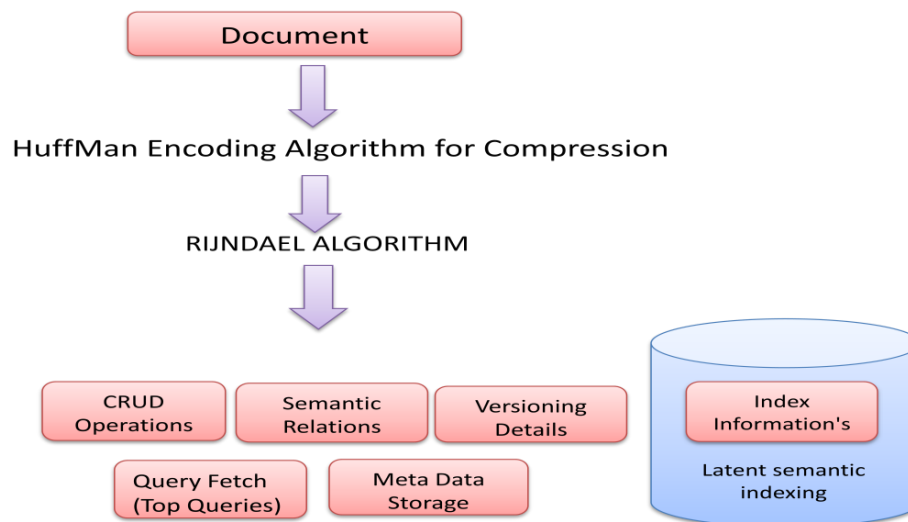 Document
HuffMan Encoding Algorithm for Compression
RIJNDAEL ALGORITHM
CRUD
Operations
Semantic
Relations
Versioning
Details
Index
Information's
Query Fetch
(Top Queries)
Meta Data
Storage
Latent semantic
indexing